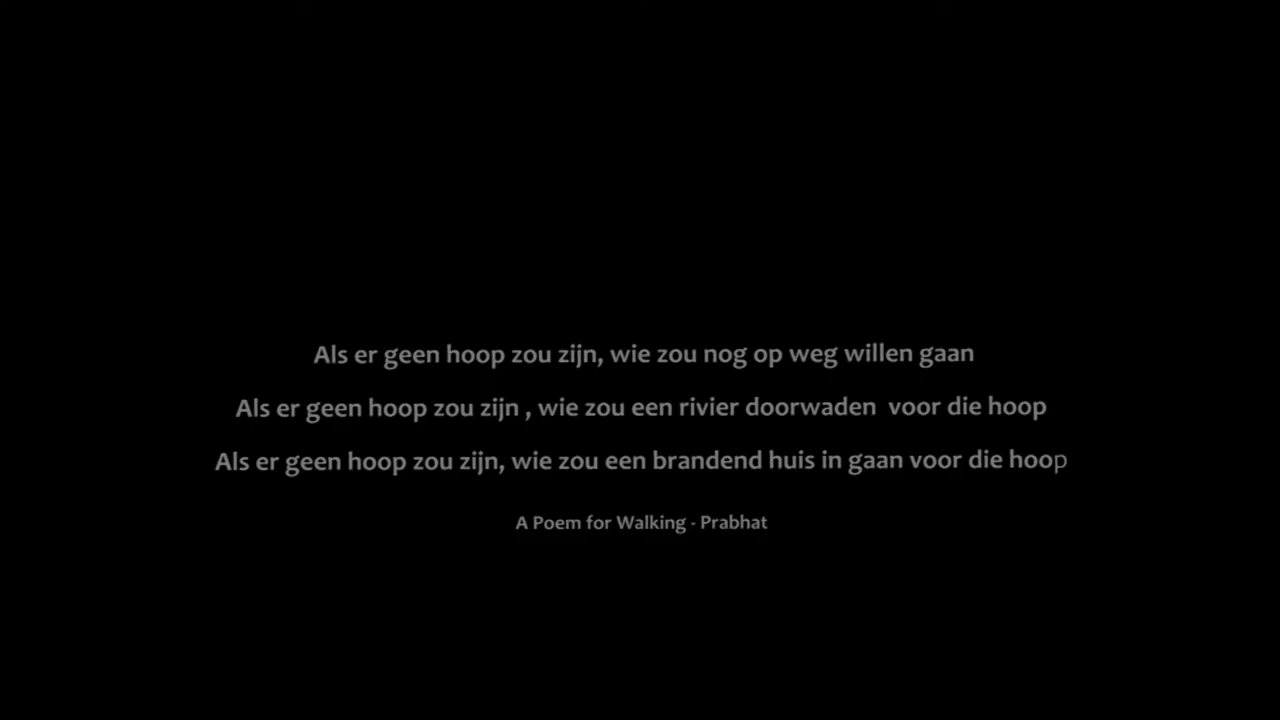 Als er geen hoop zou zijn, wie zou nog op weg willen gaan
Als er geen hoop zou zijn , wie zou een rivier doorwaden  voor die hoop
Als er geen hoop zou zijn, wie zou een brandend huis in gaan voor die hoop
A Poem for Walking - Prabhat